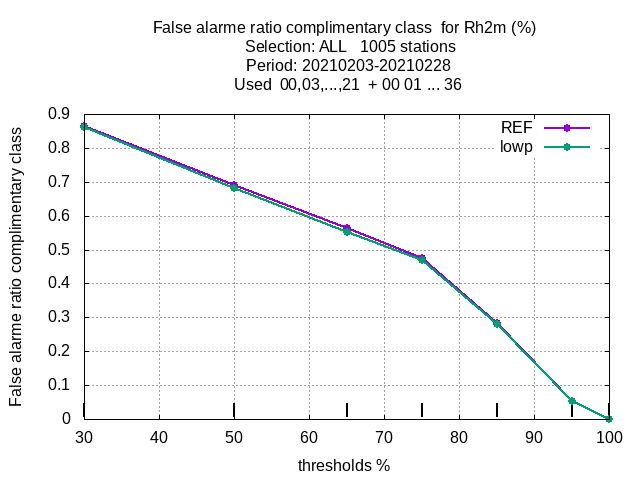 False alarme ratio complimentary class  for Rh2m (%)
Selection: ALL   1005 stations
Period: 20210203-20210228
Used  00,03,...,21  + 00 01 ... 36
REF
lowp
False alarme ratio complimentary class
0.9
0.8
0.7
0.6
0.5
0.4
0.3
0.2
0.1
0
30 40 50 60 70 80 90 100
thresholds %